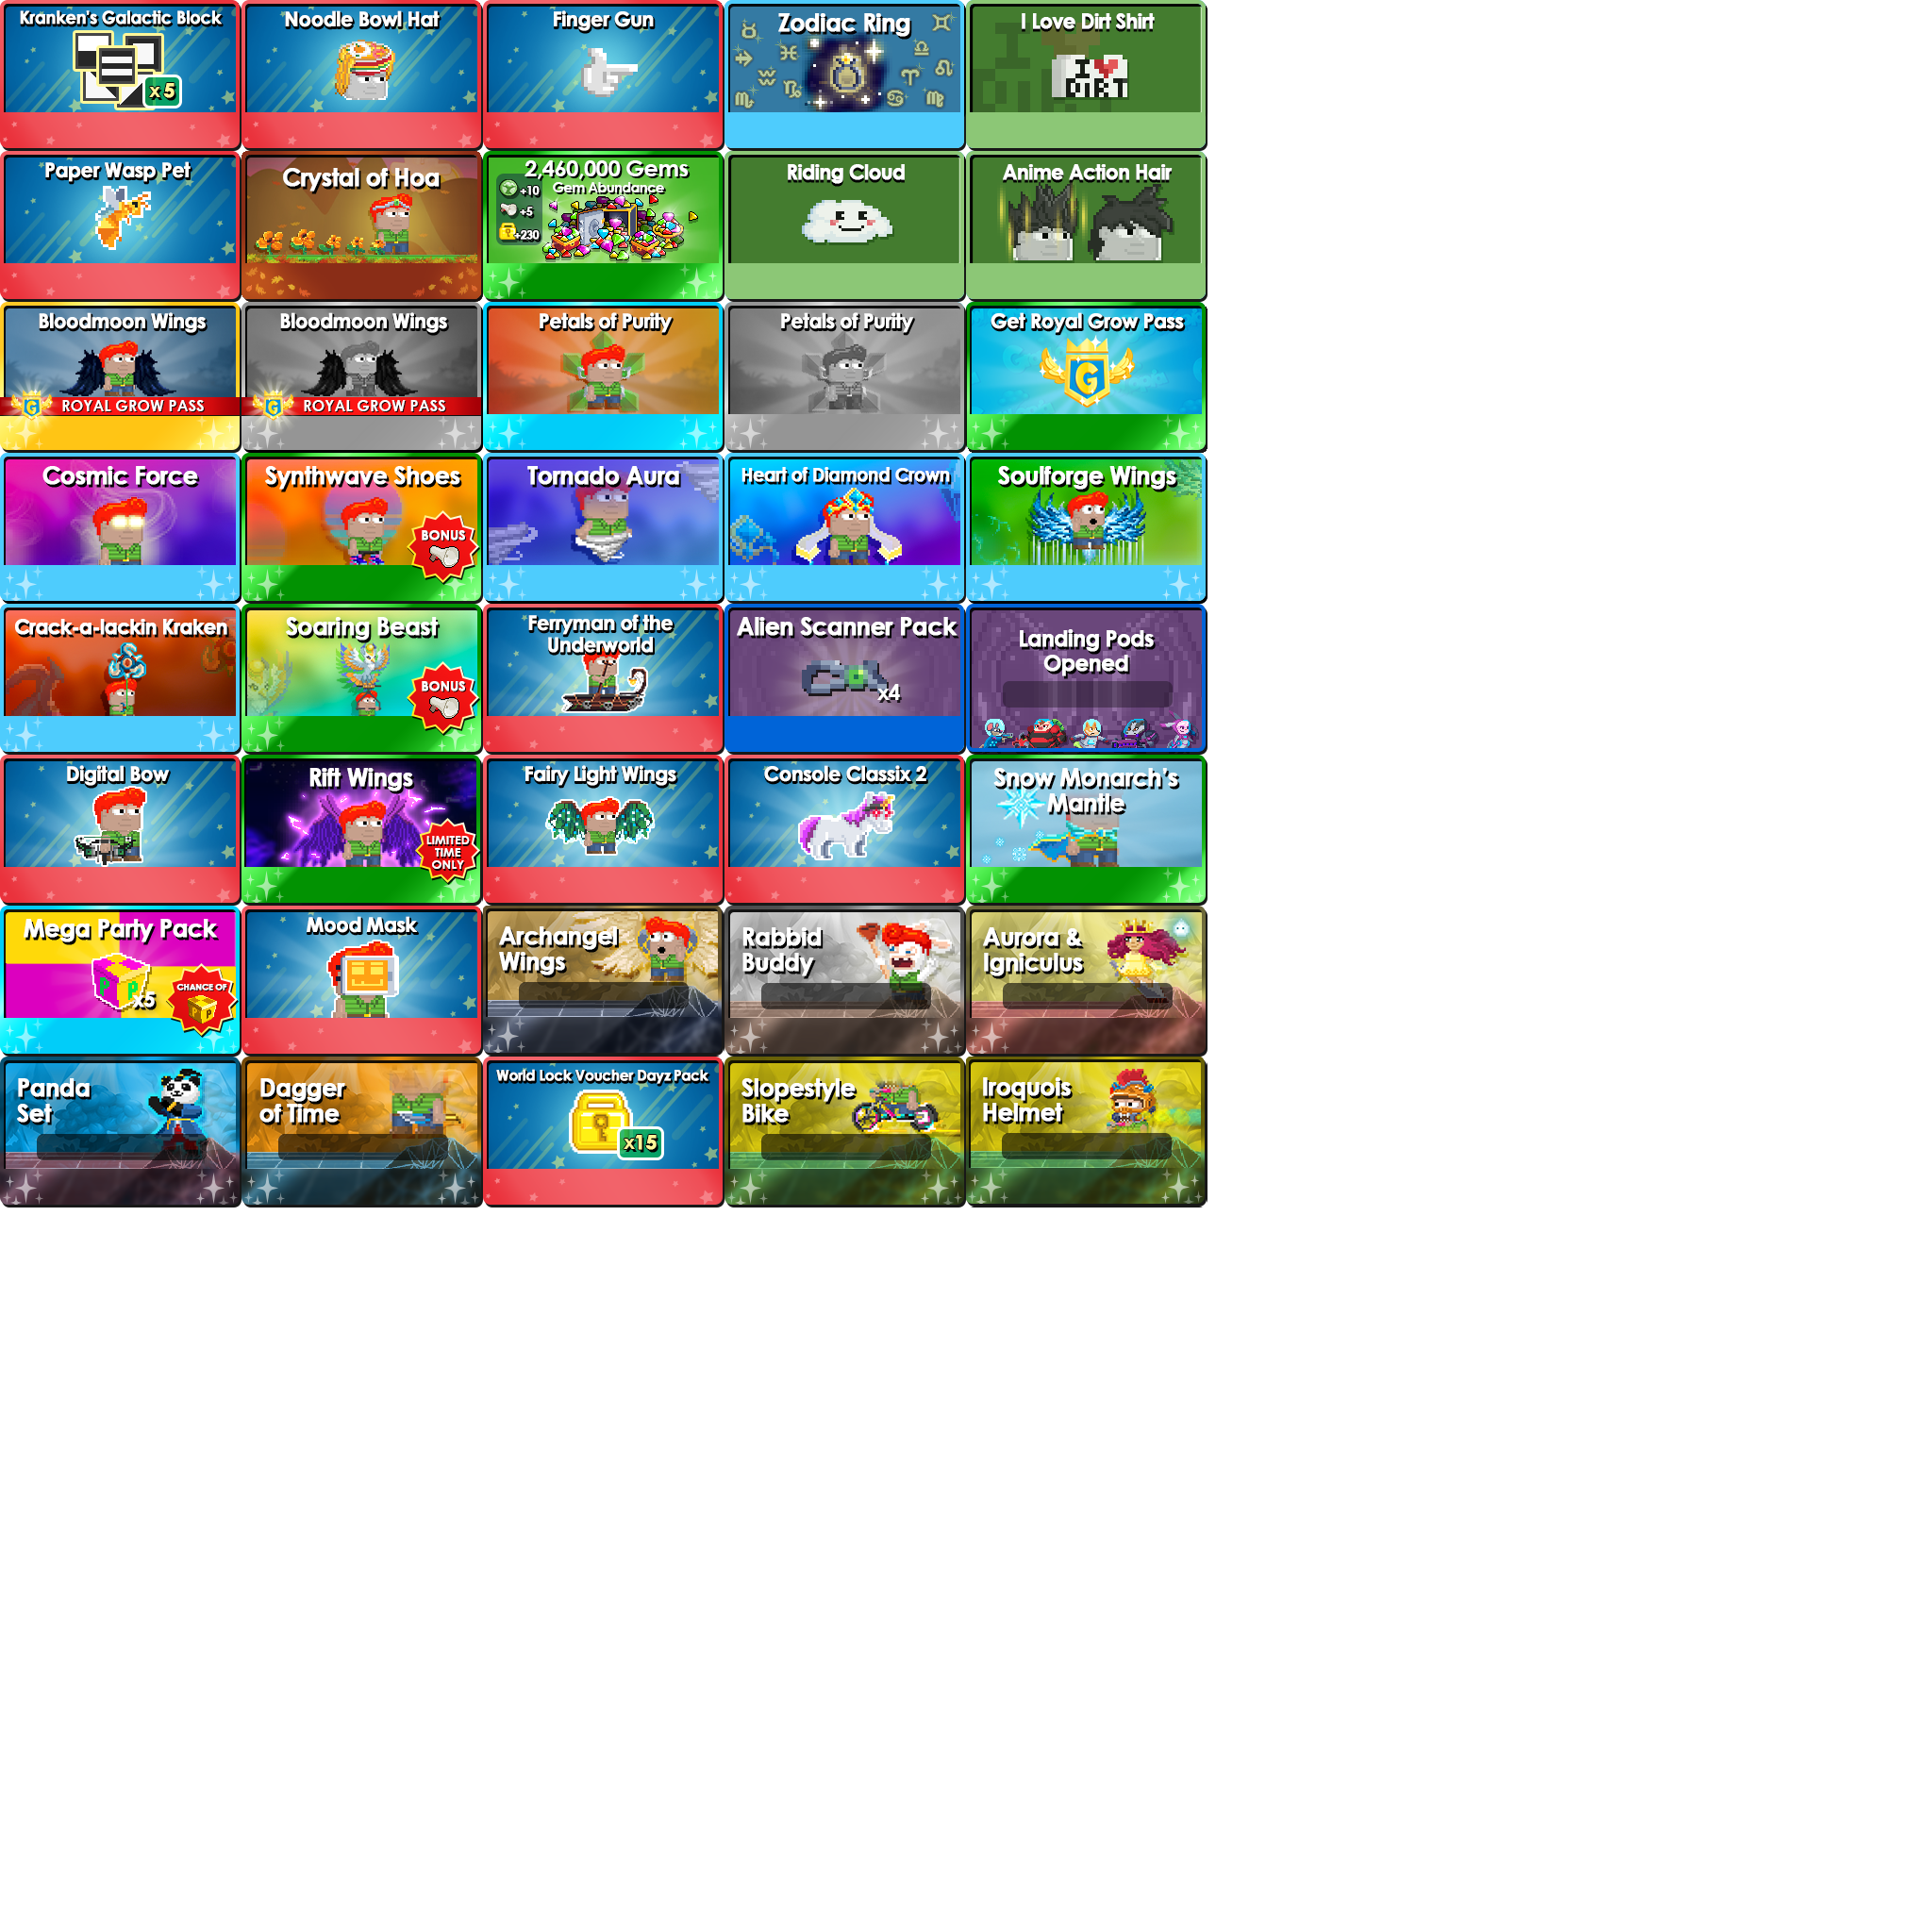 Kranken's Galactic Block
x5
Noodle Bowl Hat
Finger Gun
Zodiac Ring
I Love Dirt Shirt
I
DIRT
Paper Wasp Pet
Crystal of Hoa
2,460,000 Gems
Gem Abundance
+10
+5
+230
Riding Cloud
Anime Action Hair
Bloodmoon Wings
ROYAL GROW PASS
Bloodmoon Wings
ROYAL GROW PASS
Petals of Purity
Petals of Purity
Get Royal Grow Pass
G
Cosmic Force
Synthwave Shoes
BONUS
Tornado Aura
Heart of Diamond Crown
Soulforge Wings
Crack-a-lackin Kraken
Soaring Beast
BONUS
Ferryman of the
Underworld
Alien Scanner Pack
x4
Landing Pods
Opened
Digital Bow
Rift Wings
LIMITED
TIME
ONLY
Fairy Light Wings
Console Classix 2
Snow Monarch's
Mantle
Mega Party Pack
P P
x5
CHANCE OF
P P
Mood Mask
Archangel
Wings
Rabbid
Buddy
Aurora &
Igniculus
Panda
Set
Dagger
of Time
World Lock Voucher Dayz Pack
x15
Slopestyle
Bike
Iroquois
Helmet